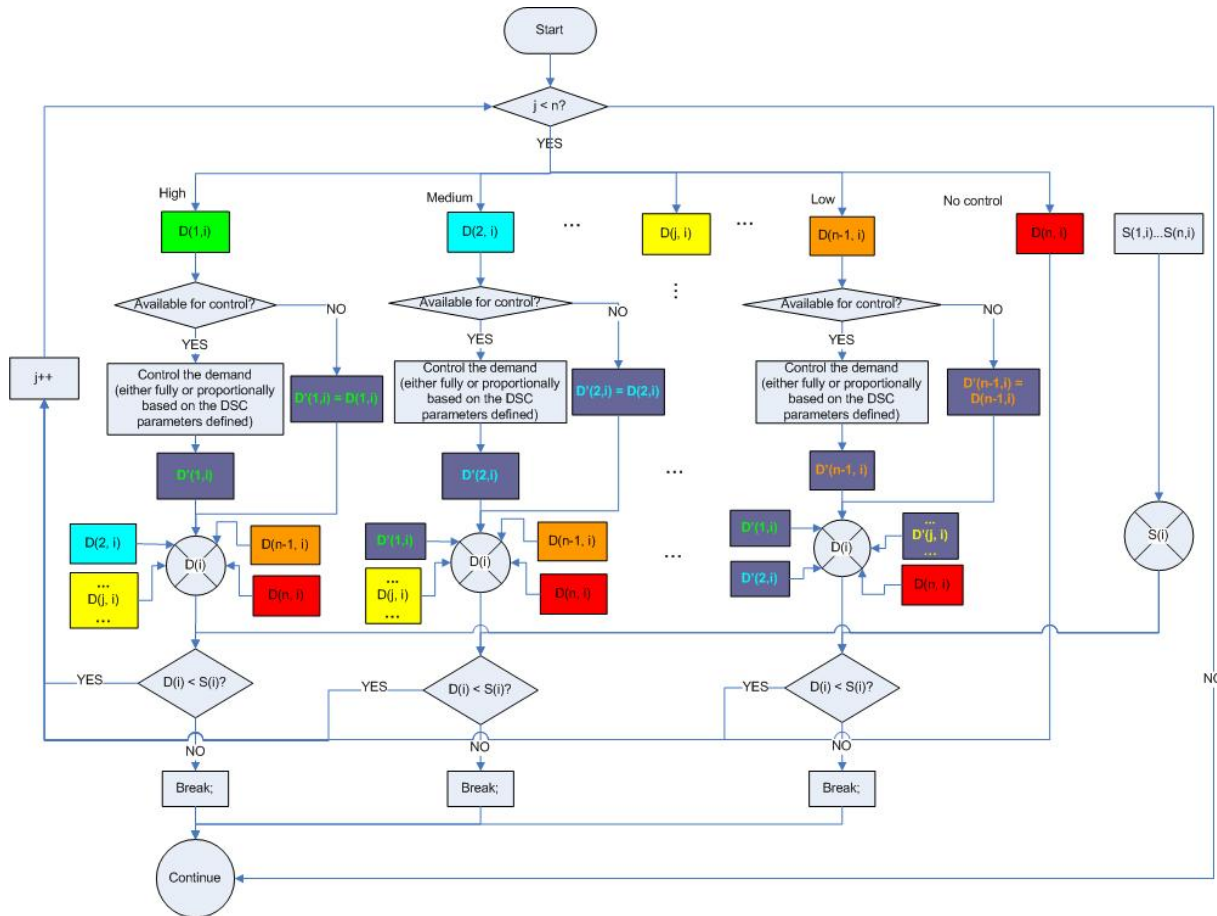 Start
j < n?
YES
High
Medium
Low
No control
D(1,i)
D(2, i)
...
D(j, i)
...
D(n-1, i)
D(n, i)
S(1,i)...S(n,i)
...
Available for control?
NO
YES
Available for control?
NO
YES
Available for control?
NO
YES
j++
Control the demand
(either fully or proportionally
based on the DSC
parameters defined)
D'(1,i) = D(1,i)
Control the demand
(either fully or proportionally
based on the DSC
parameters defined)
D'(2,i) = D(2,i)
Control the demand
(either fully or proportionally
based on the DSC
parameters defined)
D'(n-1,i) =
D(n-1,i)
D'(1,i)
D'(2,i)
...
D'(n-1, i)
D(2, i)
D(i)
D(n-1, i)
...
D(j, i)
...
D(n, i)
D'(1,i)
D(i)
D(n-1, i)
...
D(j, i)
...
D(n, i)
...
D'(1,i)
D(i)
...
D'(j, i)
...
D'(2,i)
D(n, i)
S(i)
YES
D(i) < S(i)?
NO
YES
D(i) < S(i)?
NO
YES
D(i) < S(i)?
NO
Break;
Break;
Break;
Continue